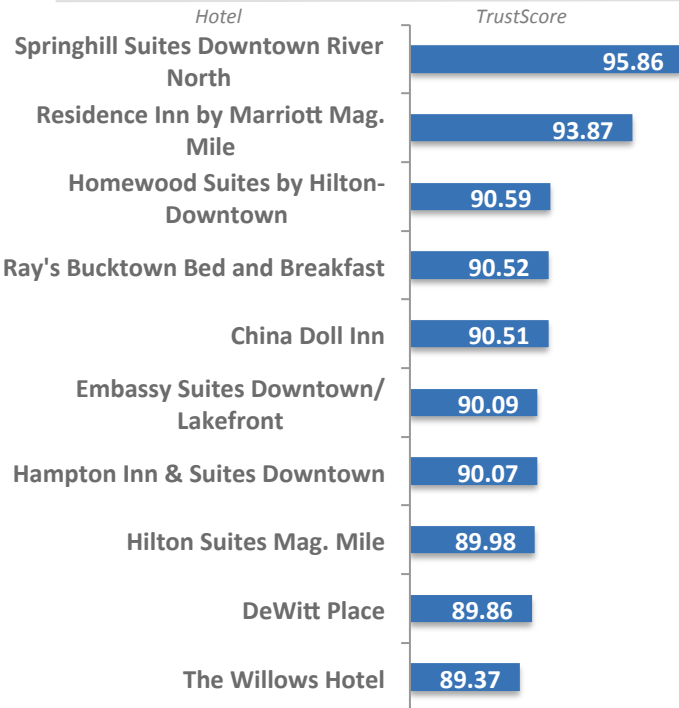 Hotel TrustScore
Springhill Suites Downtown River
North
95.86
Residence Inn by Marriott Mag.
Mile
93.87
Homewood Suites by Hilton-
Downtown
90.59
Ray's Bucktown Bed and Breakfast
90.52
China Doll Inn
90.51
Embassy Suites Downtown/
Lakefront
90.09
Hampton Inn & Suites Downtown
90.07
Hilton Suites Mag. Mile
89.98
DeWitt Place
89.86
The Willows Hotel
89.37